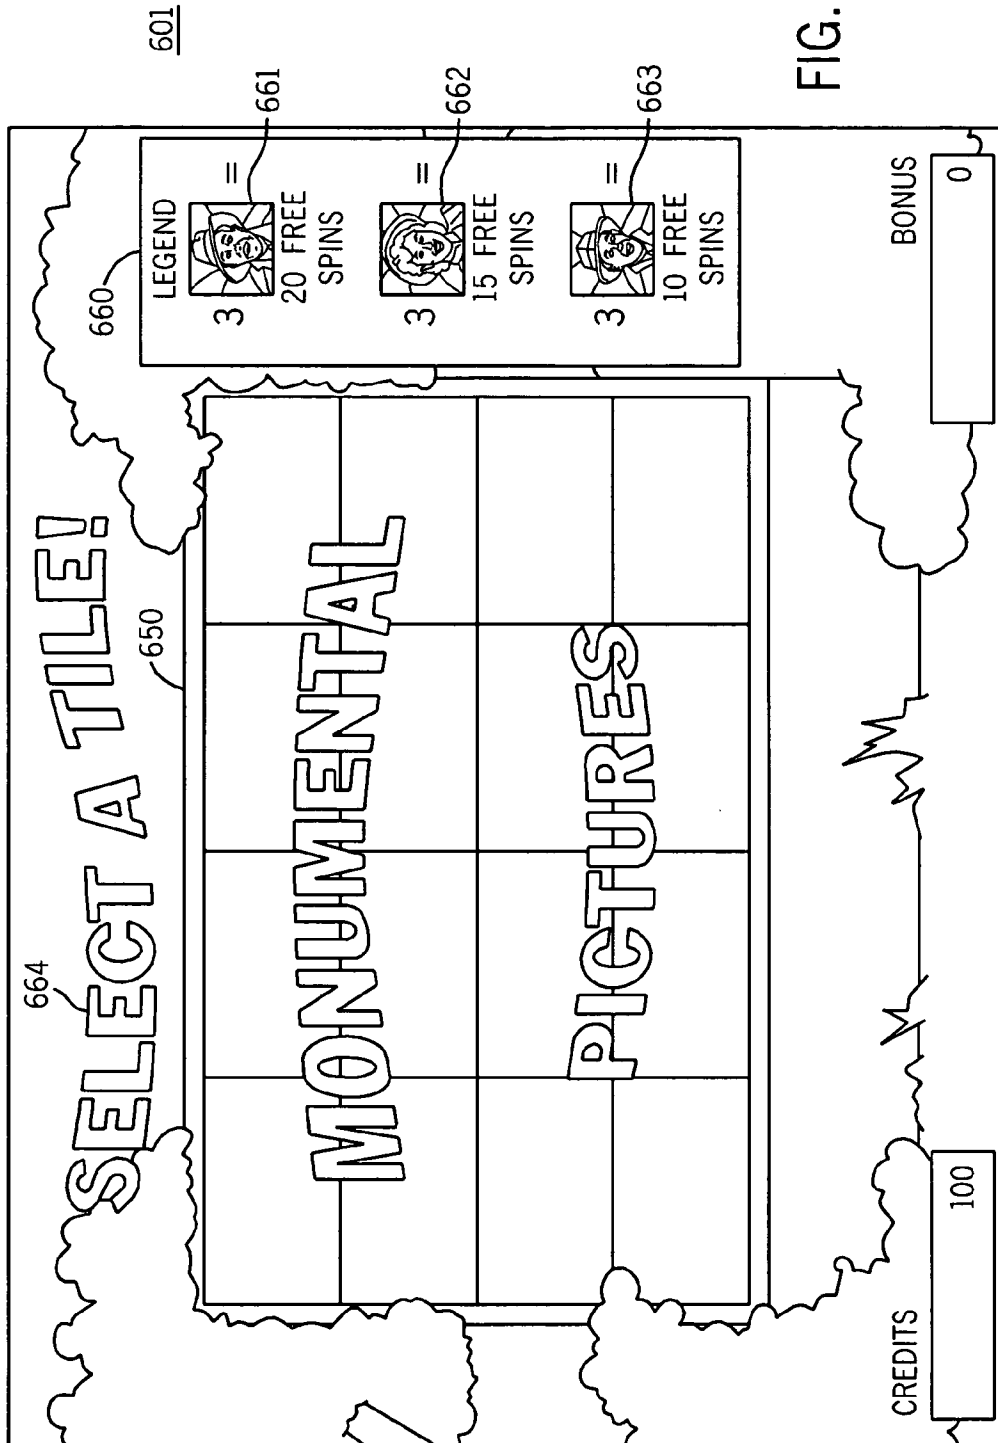 601
664
SELECT A TILE!
650
660
LEGEND
3 =
661
20 FREE
SPINS
3 =
662
15 FREE
SPINS
3 =
663
10 FREE
SPINS
MONUMENTAL
PICTURES
CREDITS
100
BONUS
0
FIG.